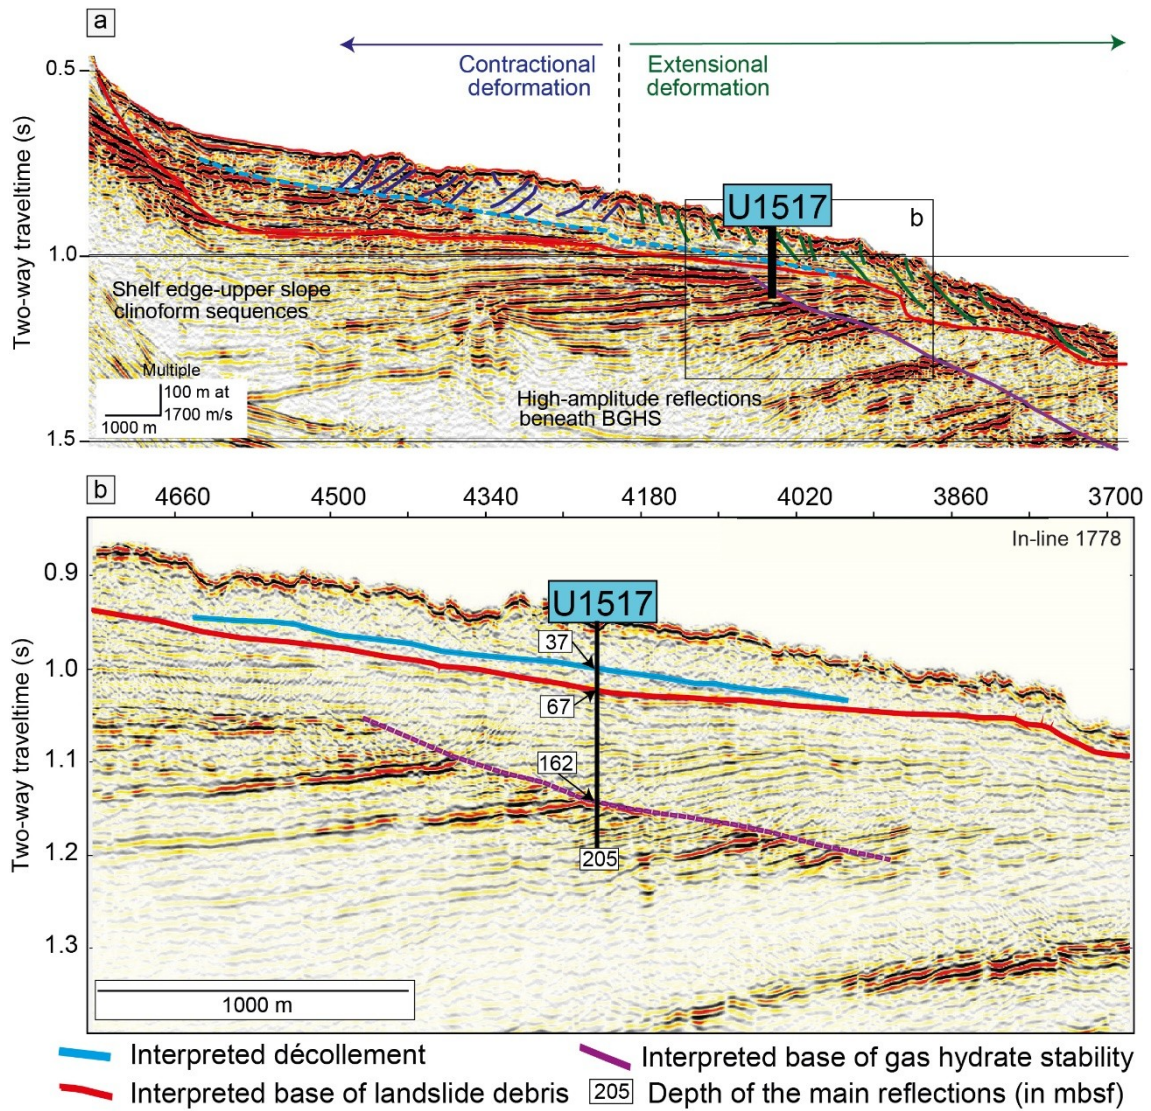 a
Contractional
deformation
Extensional
deformation
Two-way traveltime (s)
0.5
1.0
1.5
U1517
b
Shelf edge-upper slope
clinoform sequences
Multiple
100 m at
1700 m/s
1000 m
High-amplitude reflections
beneath BGHS
b
4660
4500
4340
4180
4020
3860
3700
In-line 1778
Two-way traveltime (s)
0.9
1.0
1.1
1.2
1.3
U1517
37
67
162
205
1000 m
Interpreted décollement
Interpreted base of gas hydrate stability
Interpreted base of landslide debris
205 Depth of the main reflections (in mbsf)